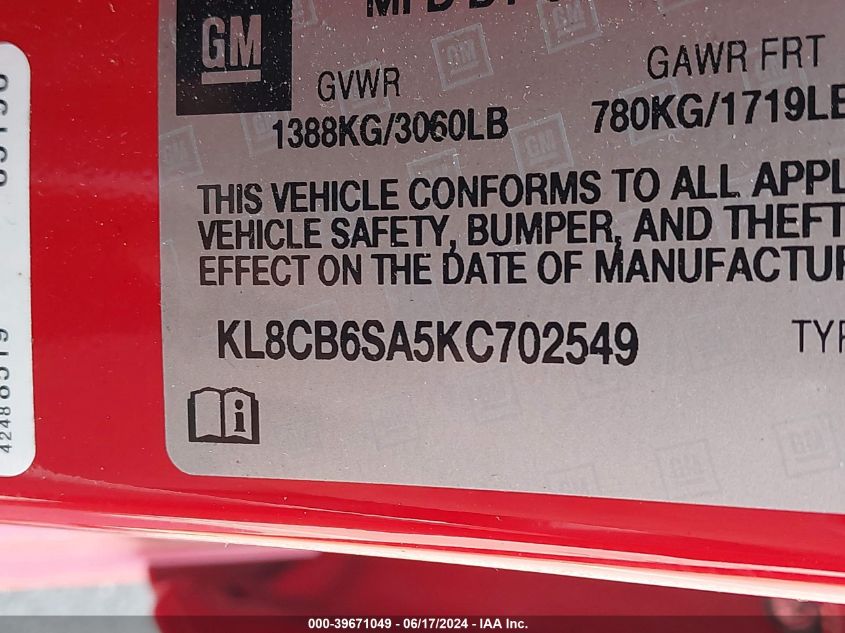 GM
GVWR
GAWR FRT
1388KG/3060LB
780KG/1719LB
THIS VEHICLE CONFORMS TO ALL APPL
VEHICLE SAFETY, BUMPER, AND THEFT
EFFECT ON THE DATE OF MANUFACTUR
KL8CB6SA5KC702549
TYP
42488519
000-39671049 - 06/17/2024 - IAA Inc.